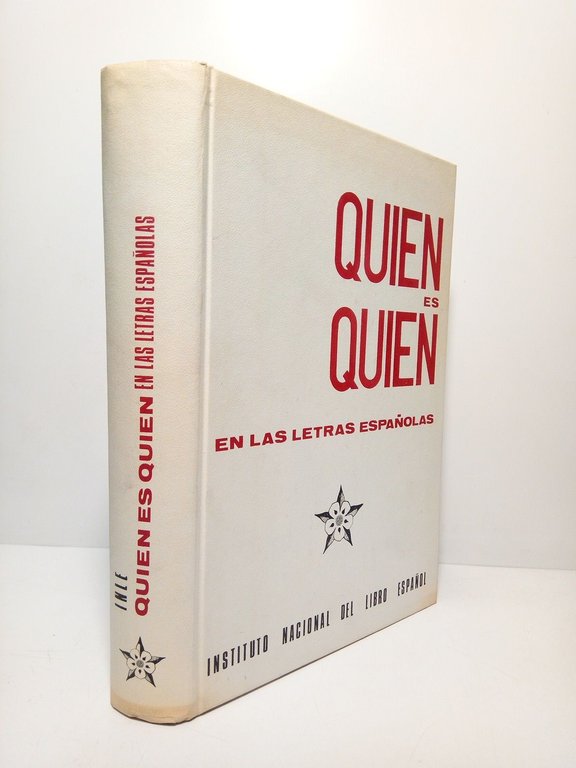 QUIEN
ES
QUIEN
EN LAS LETRAS ESPAÑOLAS
INSTITUTO NACIONAL DEL LIBRO ESPAÑOL
INLE QUIEN ES QUIEN EN LAS LETRAS ESPAÑOLAS